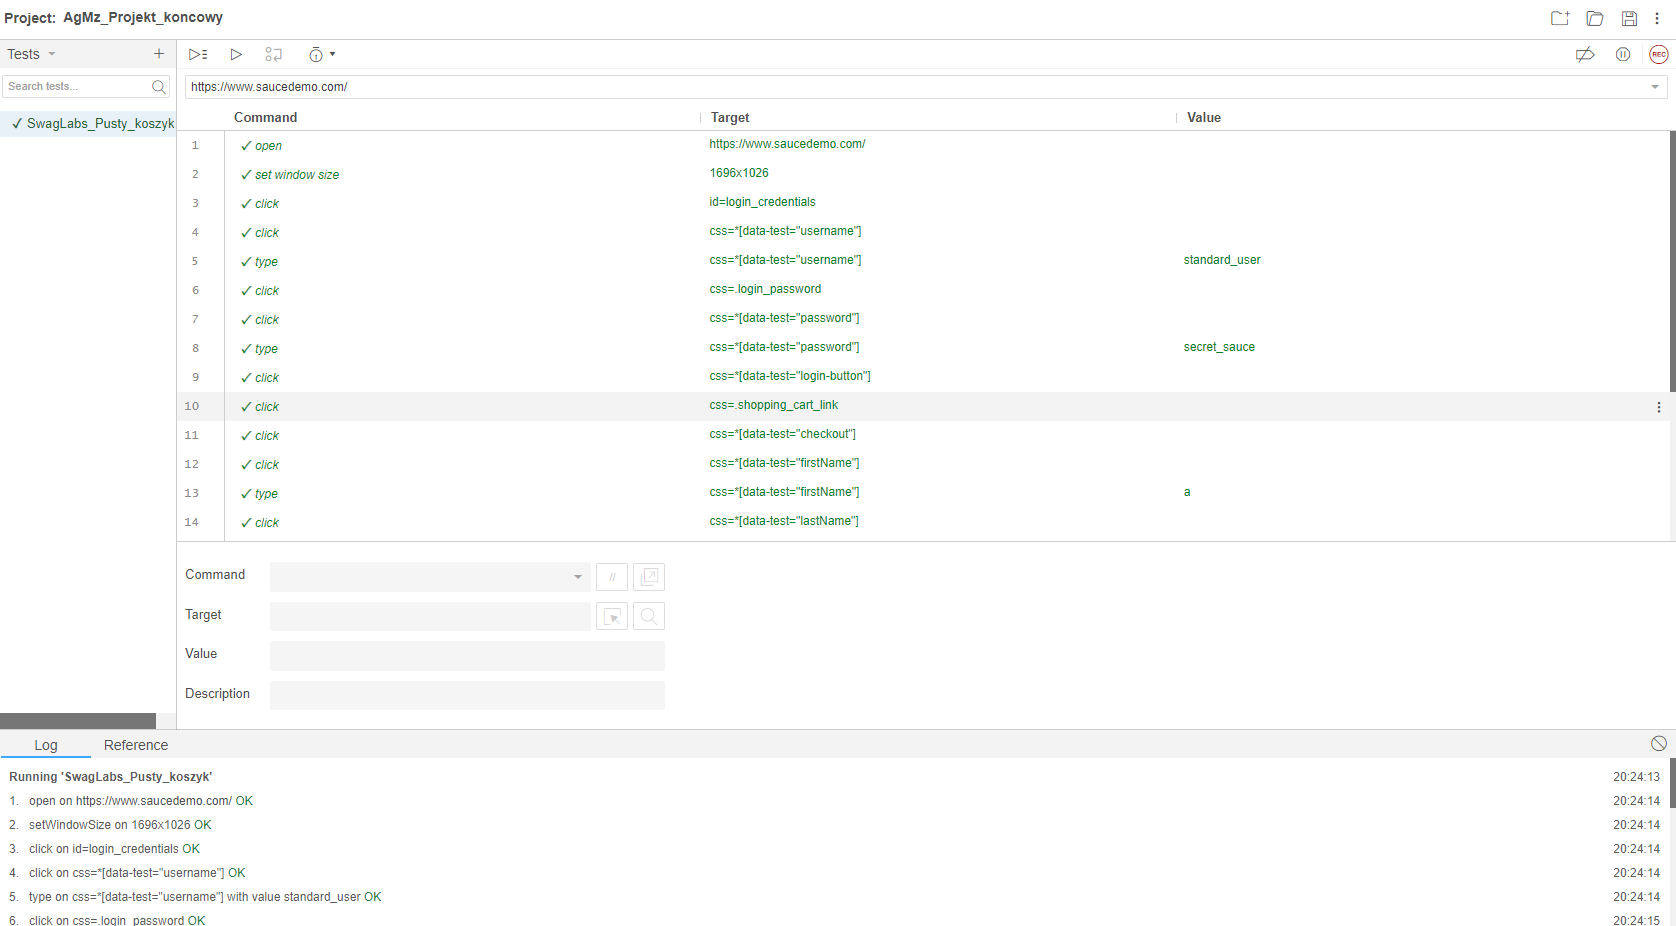 Project: AgMz_Projekt_koncowy
Tests
+
Search tests...
✓ SwagLabs_Pusty_koszyk
1
REC
https://www.saucedemo.com/
Command Target Value
1 ✓ open https://www.saucedemo.com/
2 ✓ set window size 1696x1026
3 ✓ click id=login_credentials
4 ✓ click css=*[data-test="username"]
5 ✓ type css=*[data-test="username"] standard_user
6 ✓ click css=.login_password
7 ✓ click css=*[data-test="password"]
8 ✓ type css=*[data-test="password"] secret_sauce
9 ✓ click css=*[data-test="login-button"]
10 ✓ click css=.shopping_cart_link
11 ✓ click css=*[data-test="checkout"]
12 ✓ click css=*[data-test="firstName"]
13 ✓ type css=*[data-test="firstName"] a
14 ✓ click css=*[data-test="lastName"]
Command //
Target
Value
Description
Log Reference
Running 'SwagLabs_Pusty_koszyk' 20:24:13
1. open on https://www.saucedemo.com/ OK 20:24:14
2. setWindowSize on 1696x1026 OK 20:24:14
3. click on id=login_credentials OK 20:24:14
4. click on css=*[data-test="username"] OK 20:24:14
5. type on css=*[data-test="username"] with value standard_user OK 20:24:14
6. click on css=.login_password OK 20:24:15